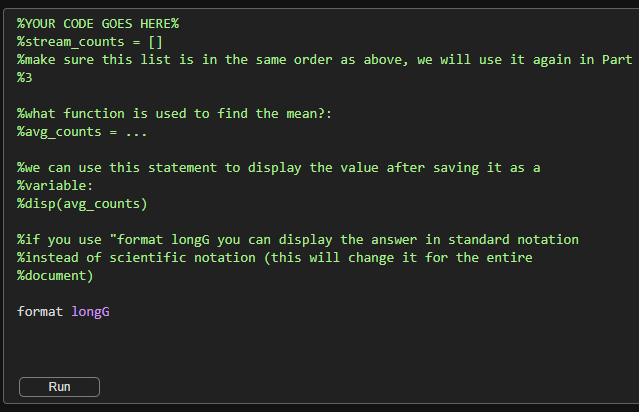 %YOUR CODE GOES HERE%
%stream_counts = []
%make sure this list is in the same order as above, we will use it again in Part
%3
%what function is used to find the mean?:
%avg_counts = ...
%we can use this statement to display the value after saving it as a
%variable:
%disp(avg_counts)
%if you use "format longG you can display the answer in standard notation
%instead of scientific notation (this will change it for the entire
%document)
format longG
Run